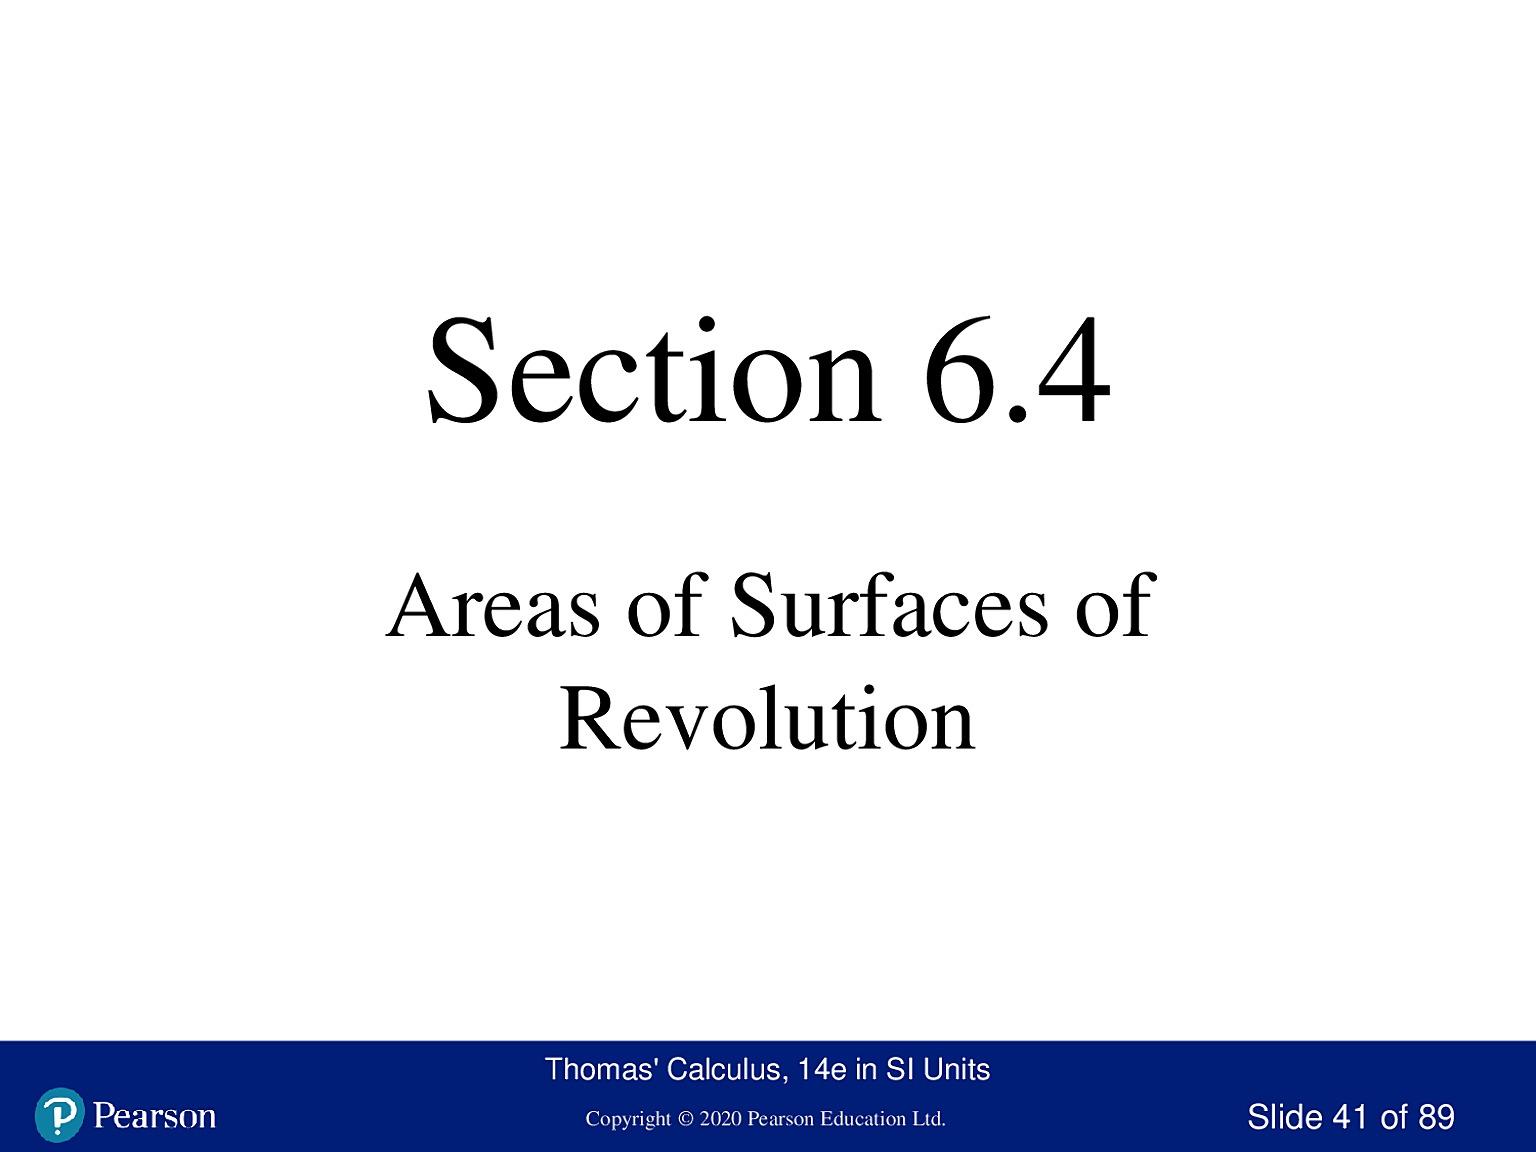 Section 6.4
Areas of Surfaces of
Revolution
Thomas' Calculus, 14e in SI Units
Pearson
Copyright © 2020 Pearson Education Ltd.
Slide 41 of 89